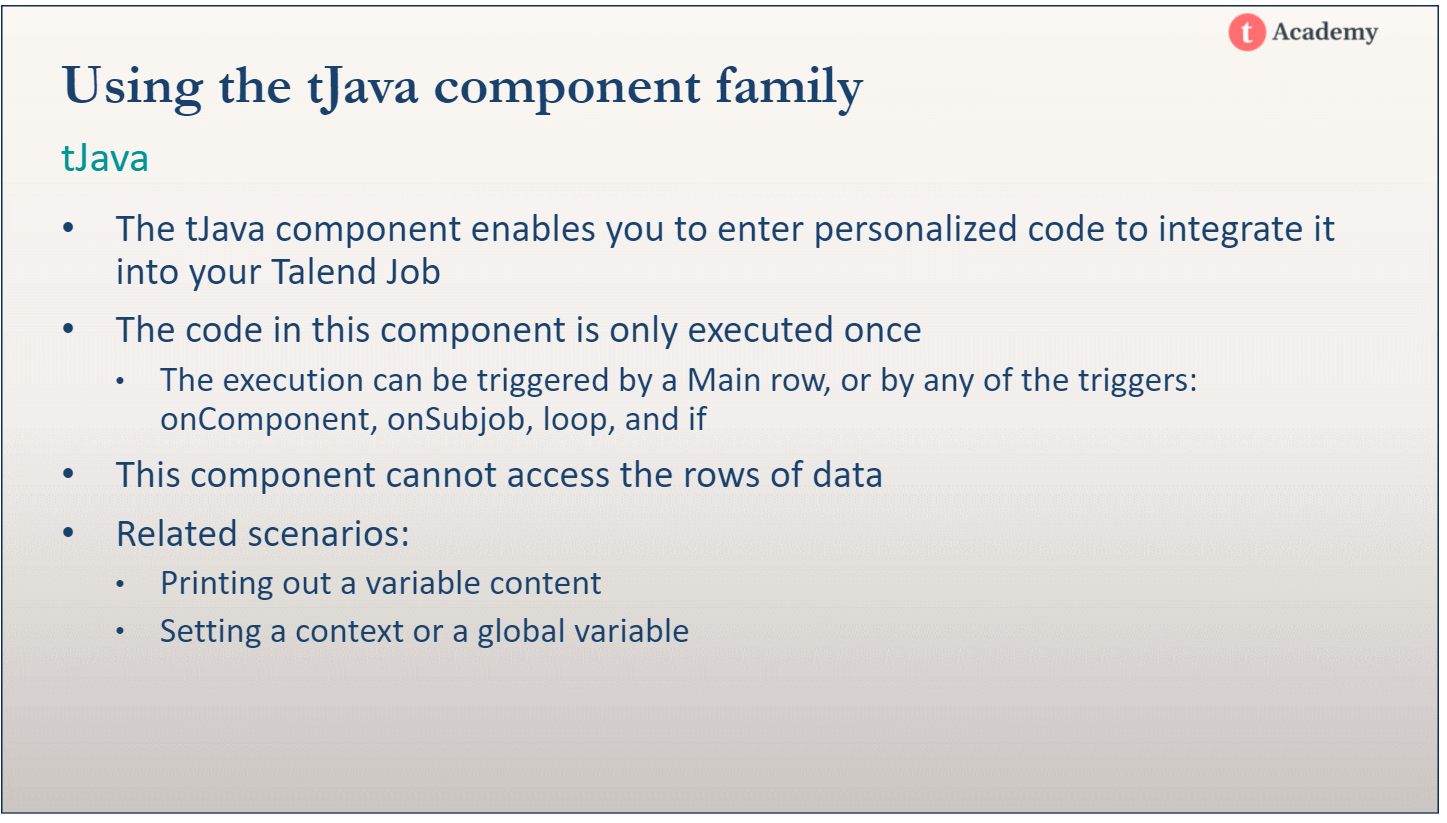 t Academy
Using the tJava component family
tJava
• The tJava component enables you to enter personalized code to integrate it
into your Talend Job
• The code in this component is only executed once
• The execution can be triggered by a Main row, or by any of the triggers:
onComponent, onSubjob, loop, and if
• This component cannot access the rows of data
• Related scenarios:
• Printing out a variable content
• Setting a context or a global variable